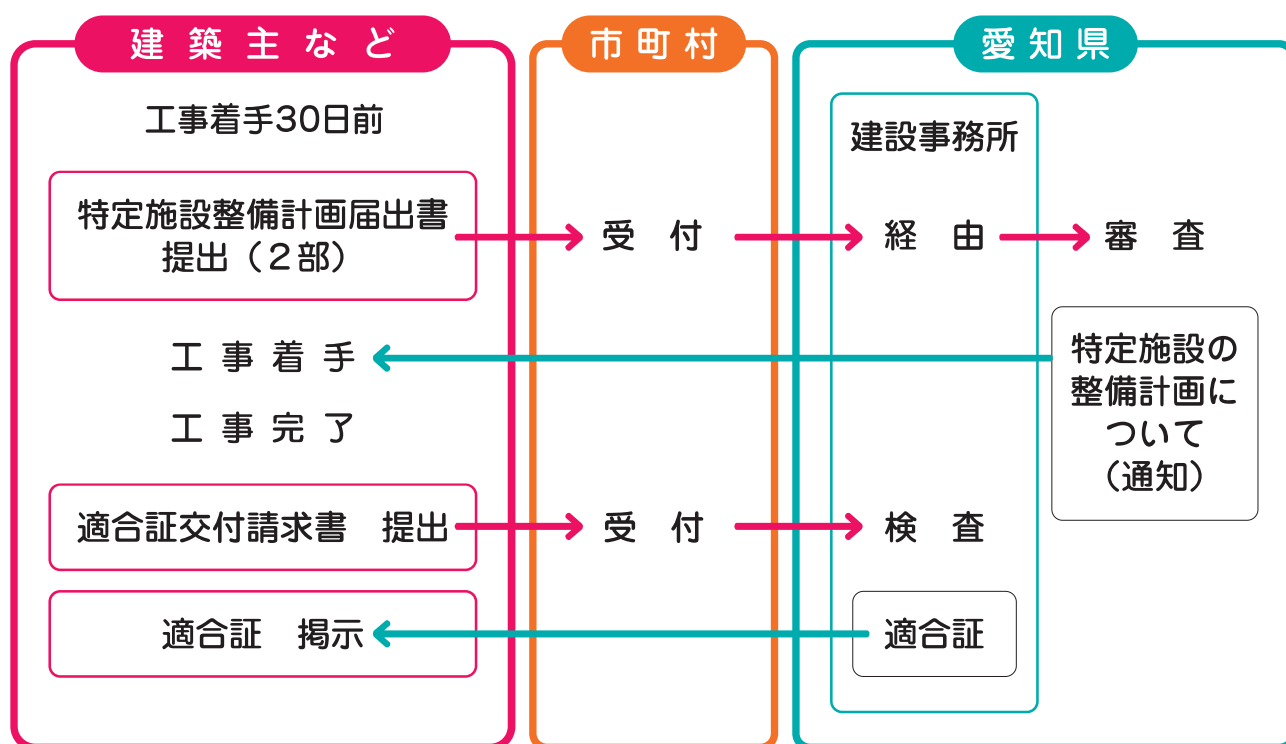 建築主など
市町村
愛知県
工事着手30日前
建設事務所
特定施設整備計画届出書
提出（２部）
受　付
経　由
審　査
工事着手
特定施設の
整備計画に
ついて
（通知）
工事完了
適合証交付請求書　提出
受　付
検　査
適合証　掲示
適合証